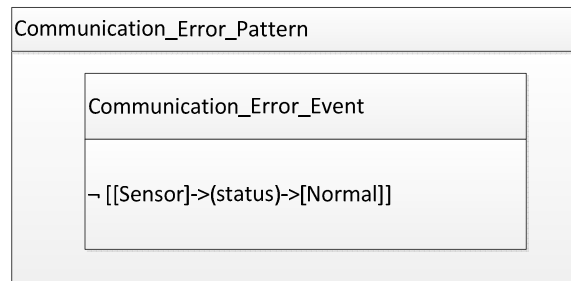 Communication_Error_Pattern
Communication_Error_Event
¬ [[Sensor]->(status)->[Normal]]